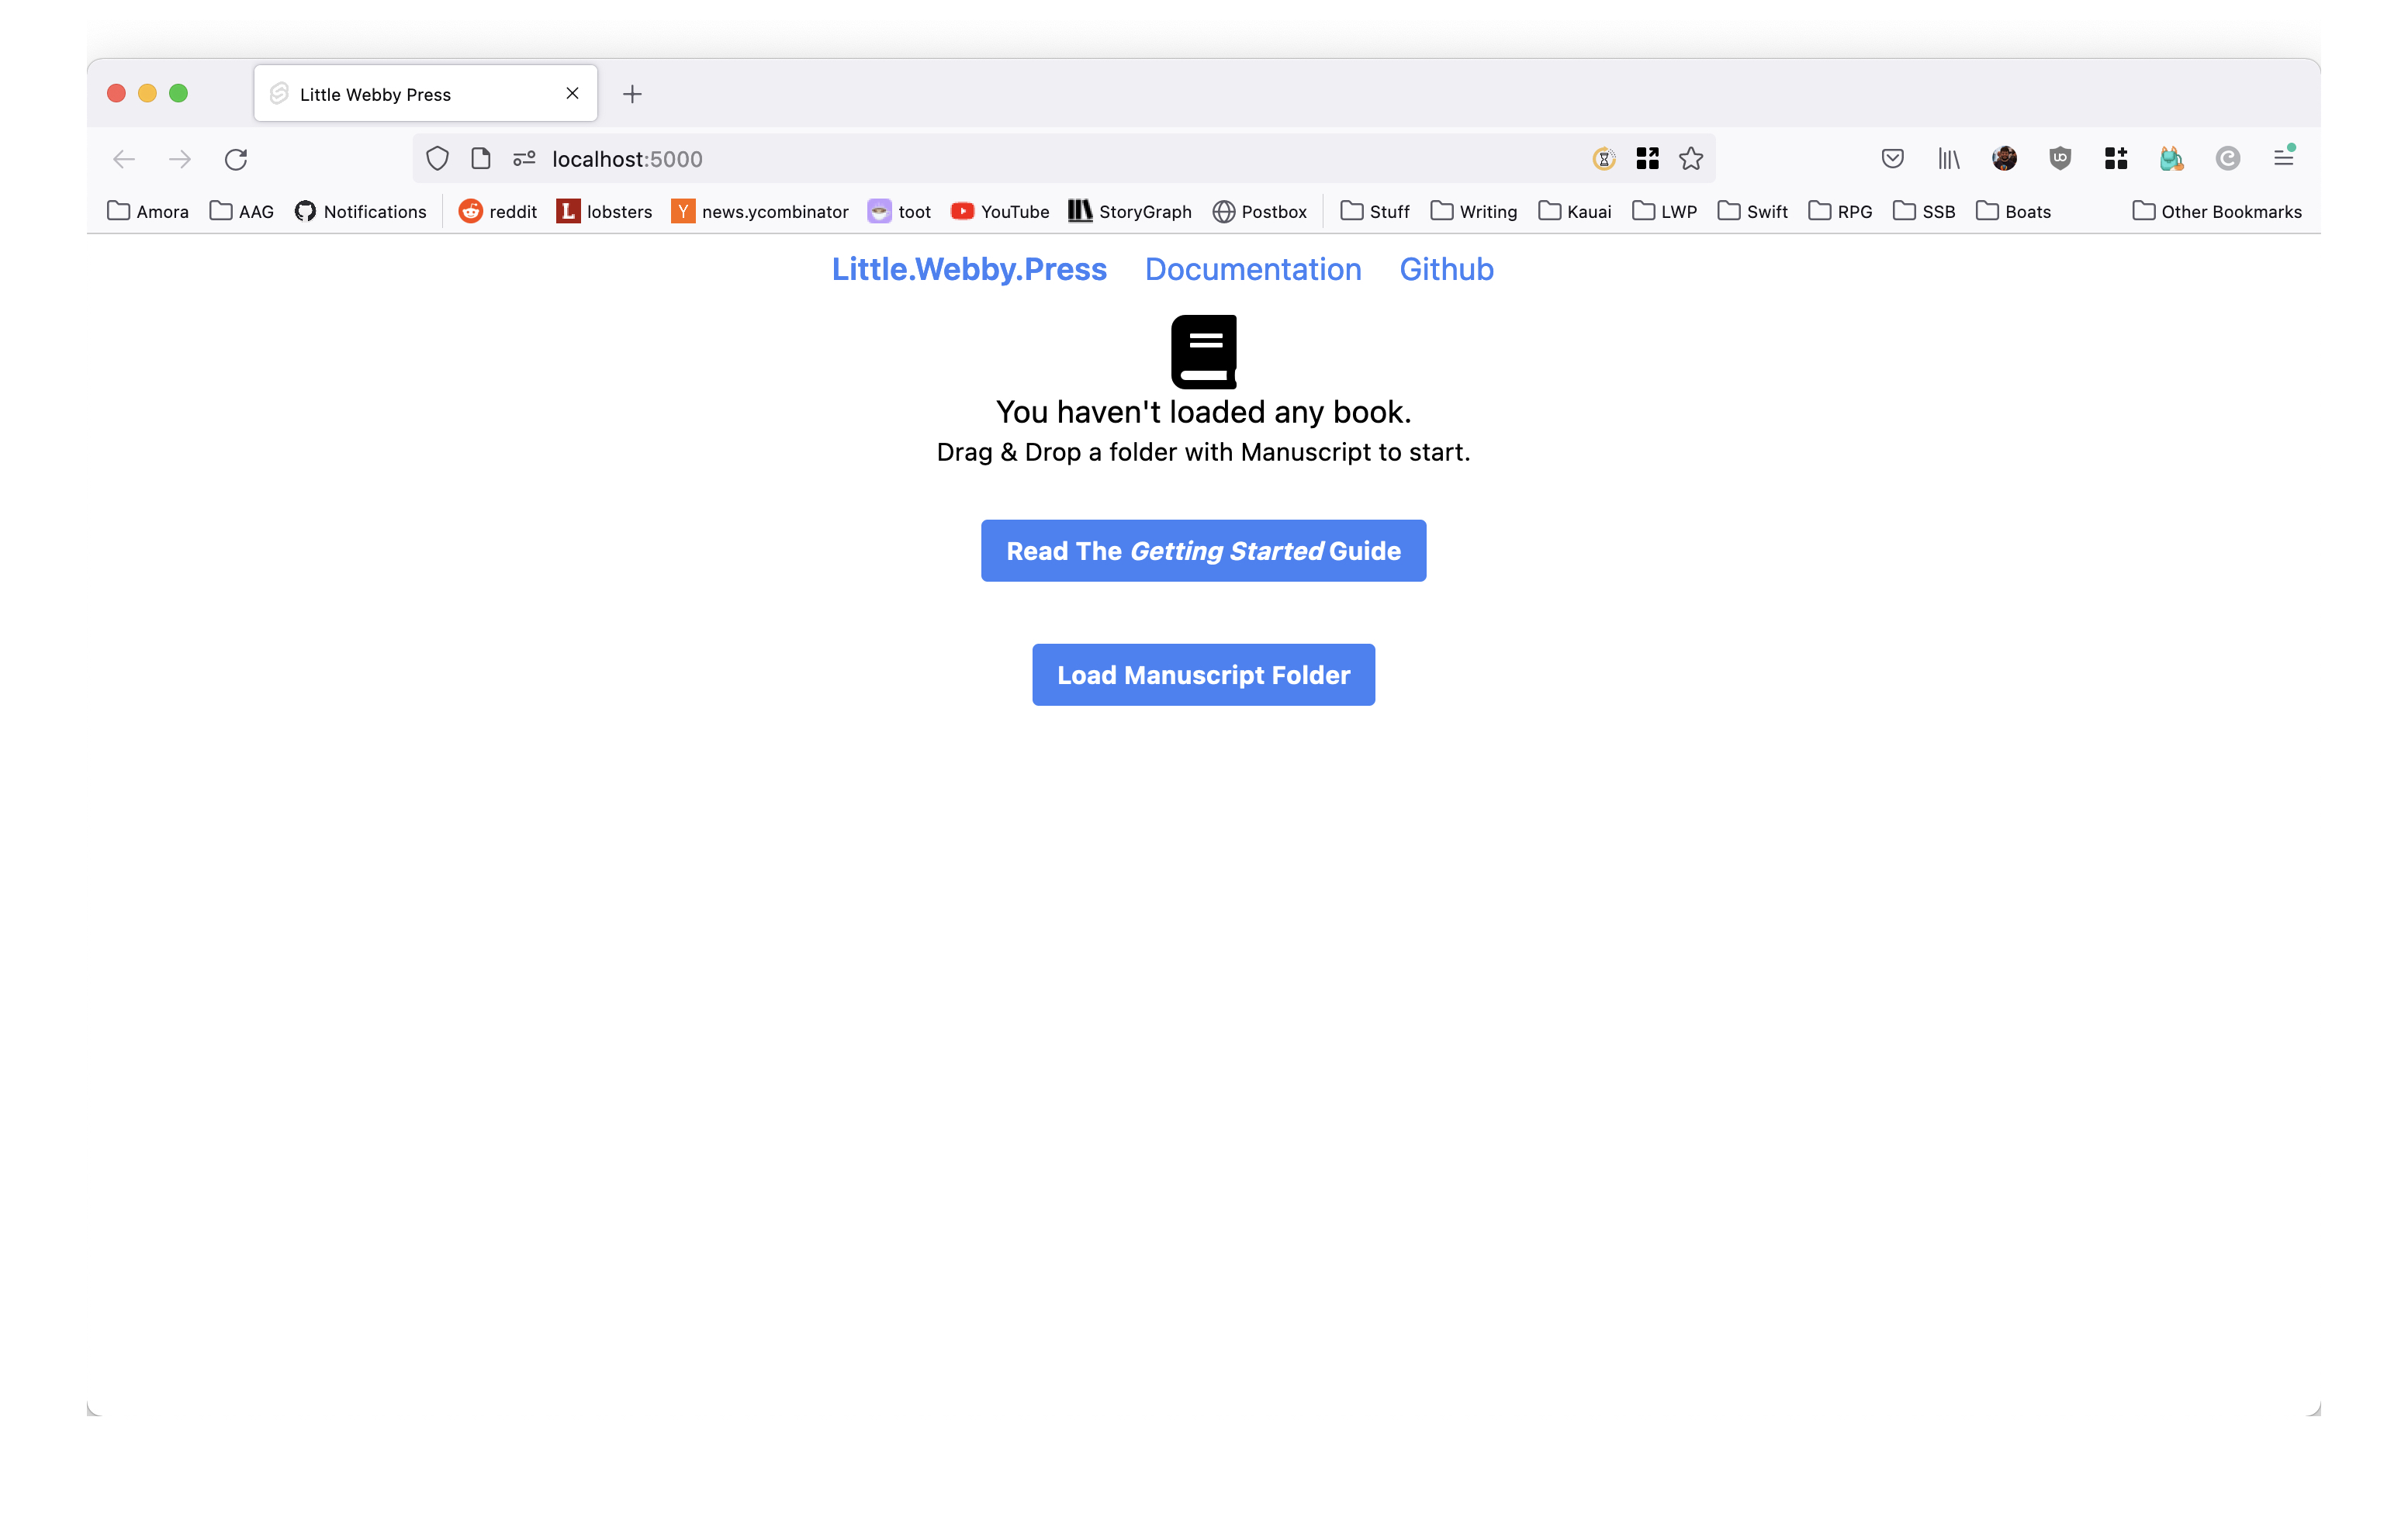 Little Webby Press
localhost:5000
Amora AAG Notifications reddit lobsters news.ycombinator toot YouTube StoryGraph Postbox Stuff Writing Kauai LWP Swift RPG SSB Boats Other Bookmarks
Little.Webby.Press Documentation Github
You haven't loaded any book.
Drag & Drop a folder with Manuscript to start.
Read The Getting Started Guide
Load Manuscript Folder